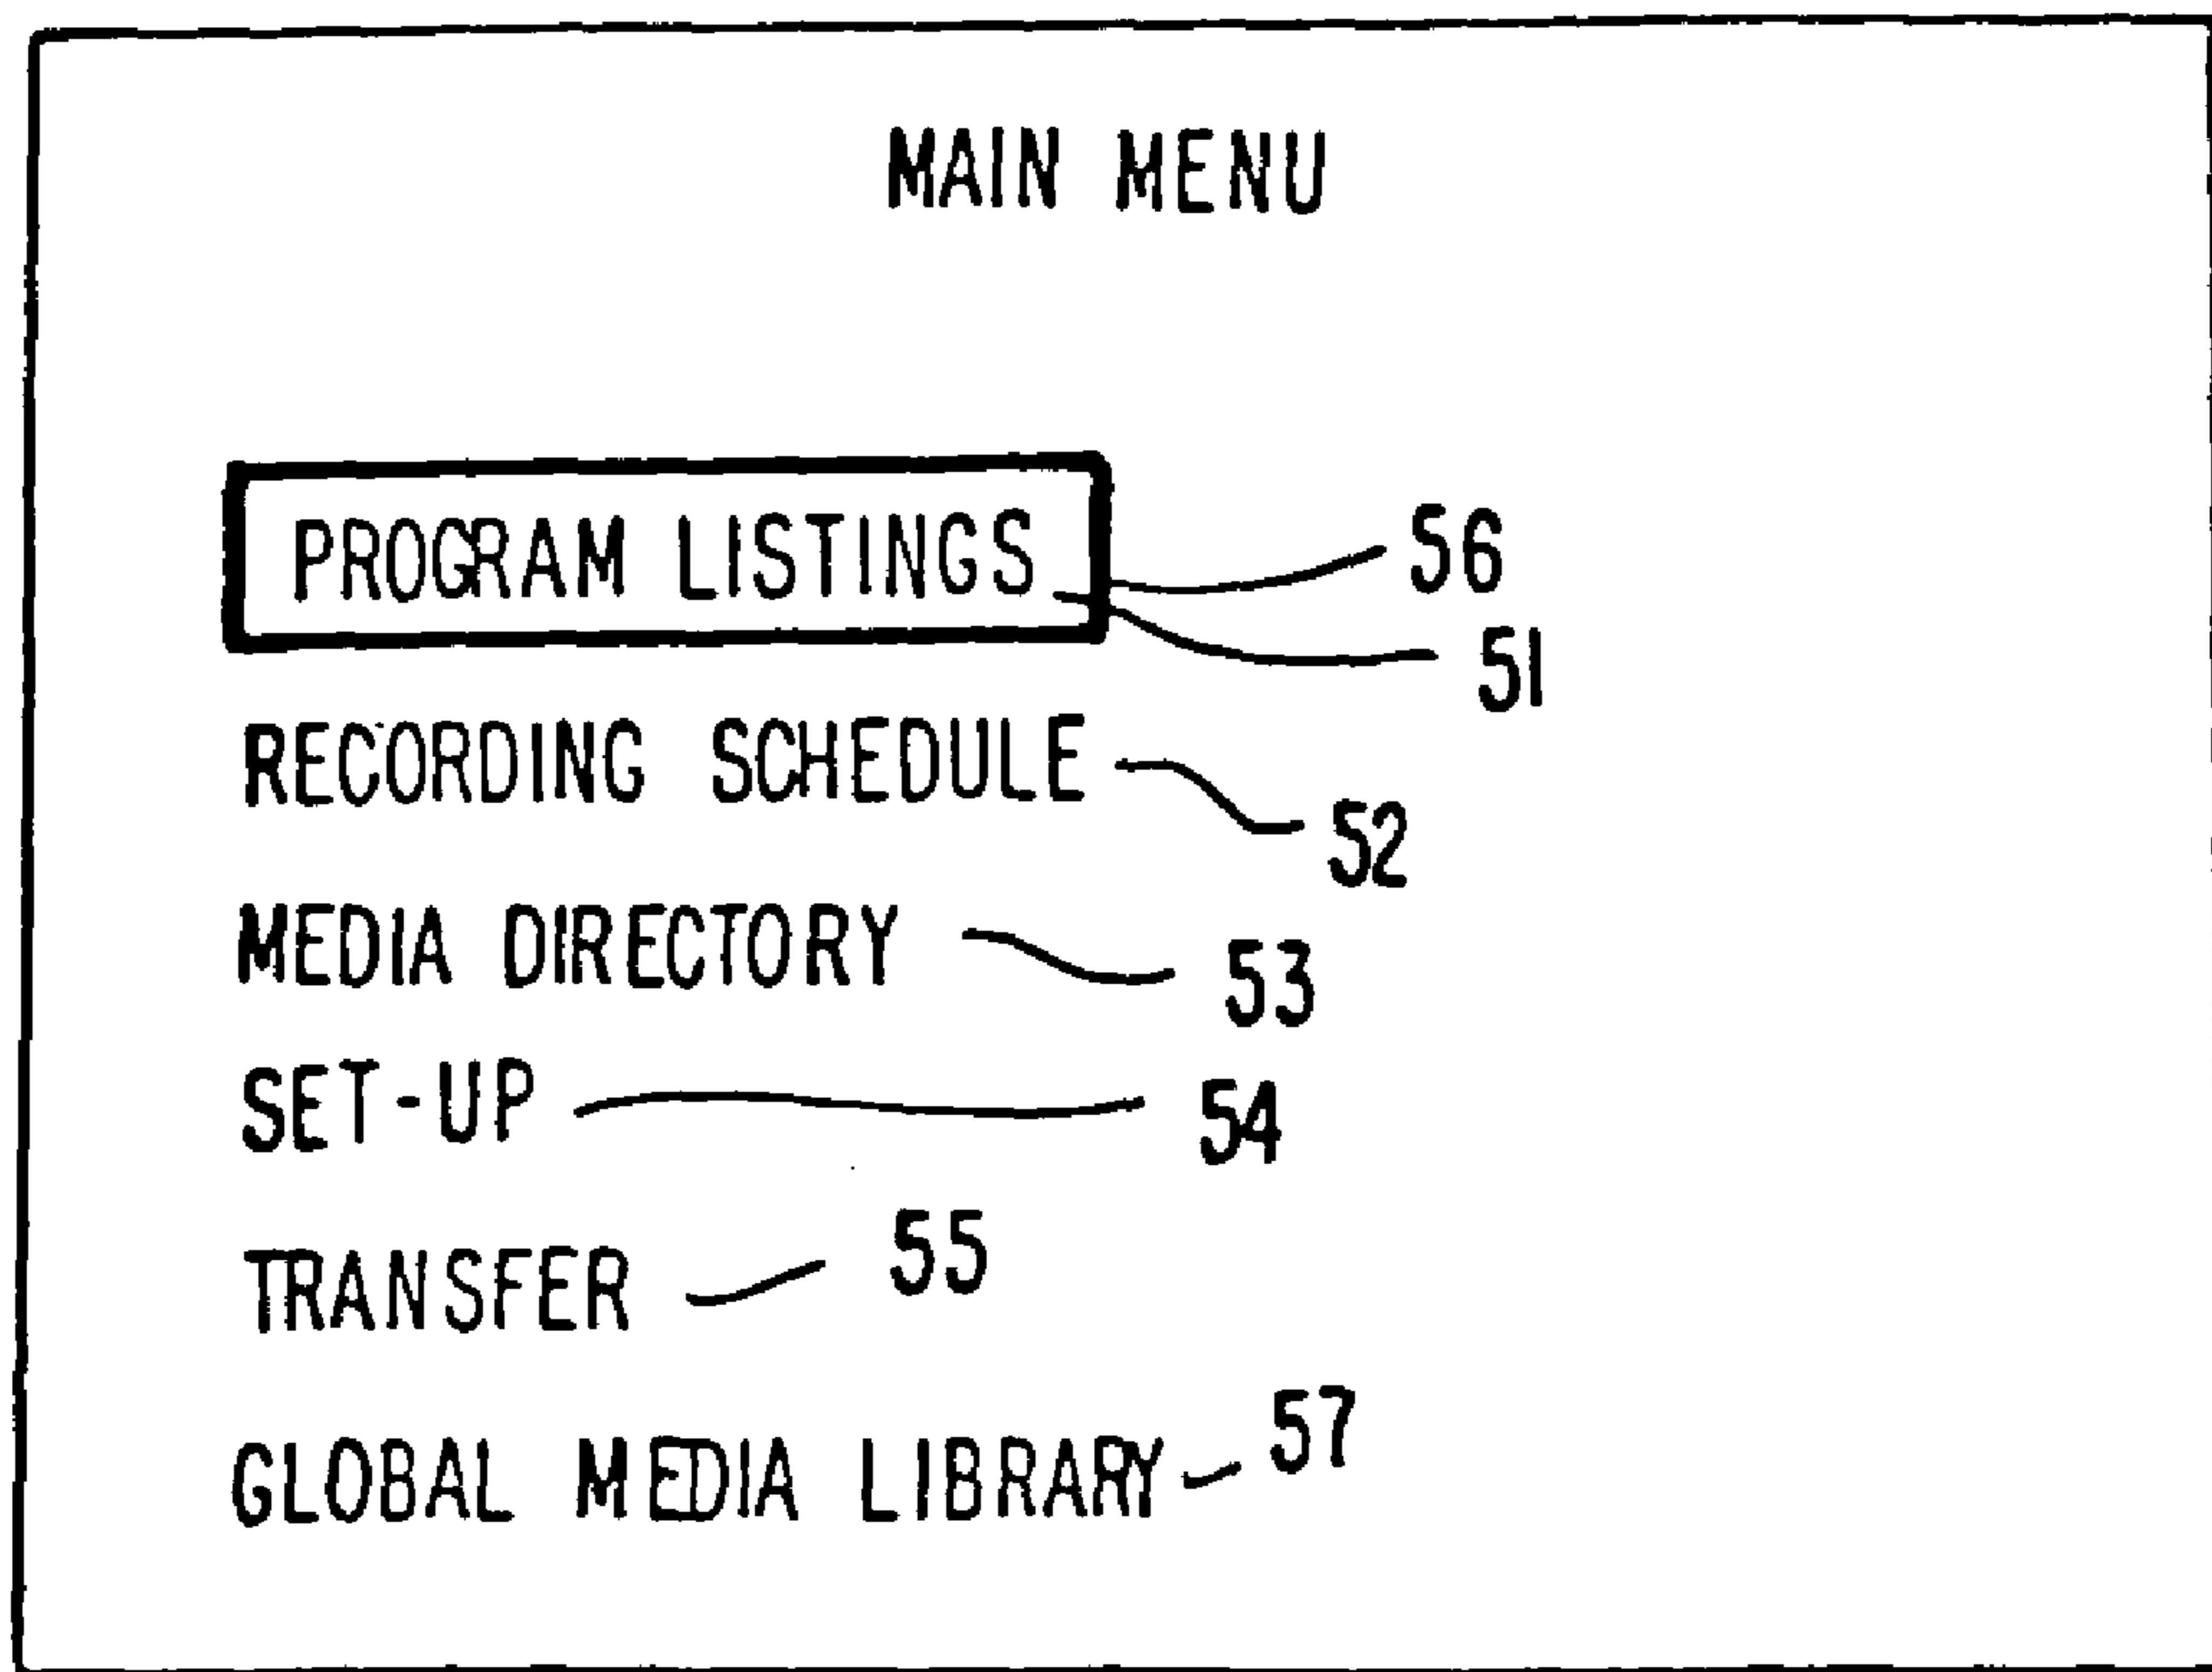 MAIN MENU
PROGRAM LISTINGS 56
51
RECORDING SCHEDULE 52
MEDIA DIRECTORY 53
SET-UP 54
TRANSFER 55
GLOBAL MEDIA LIBRARY 57